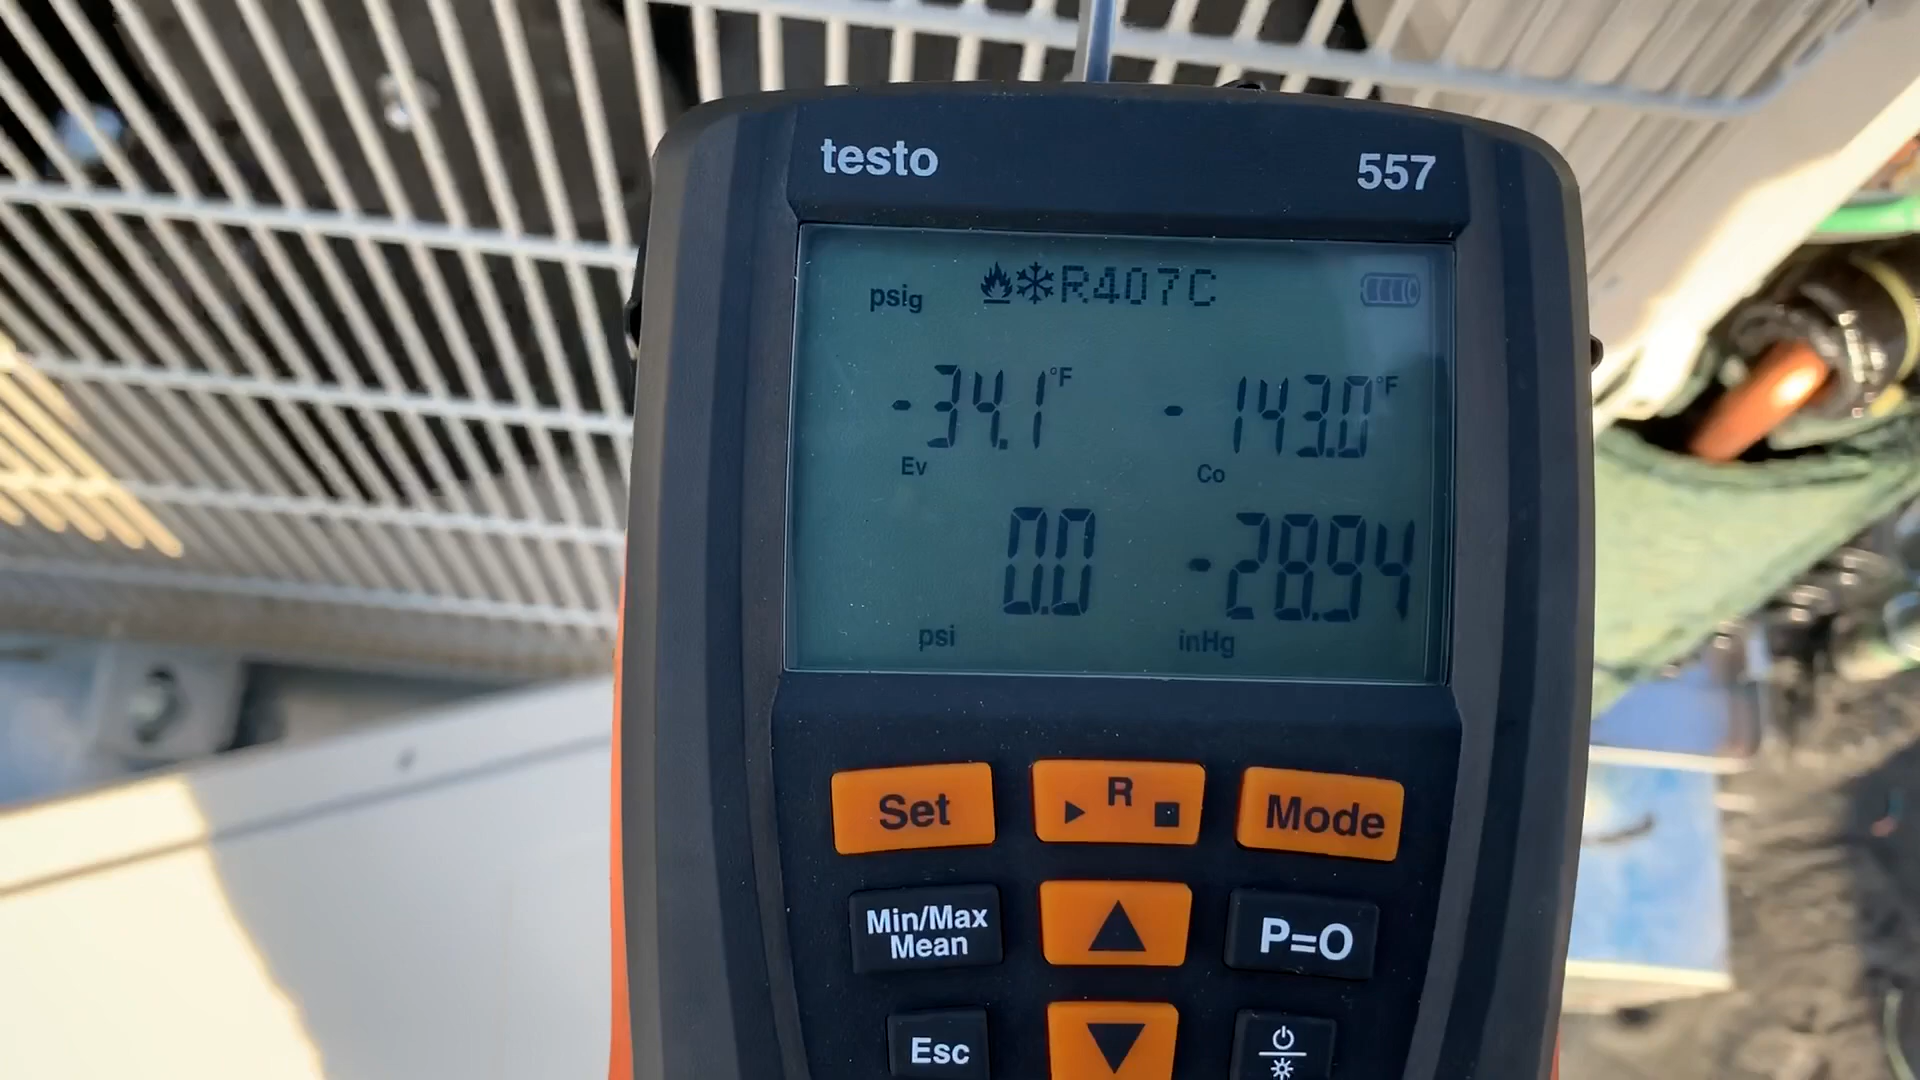 testo 557
psig R407C
-34.1°F -143.0°F
Ev Co
0.0 -28.94
psi inHg
Set R Mode
Min/Max
Mean
P=O
Esc